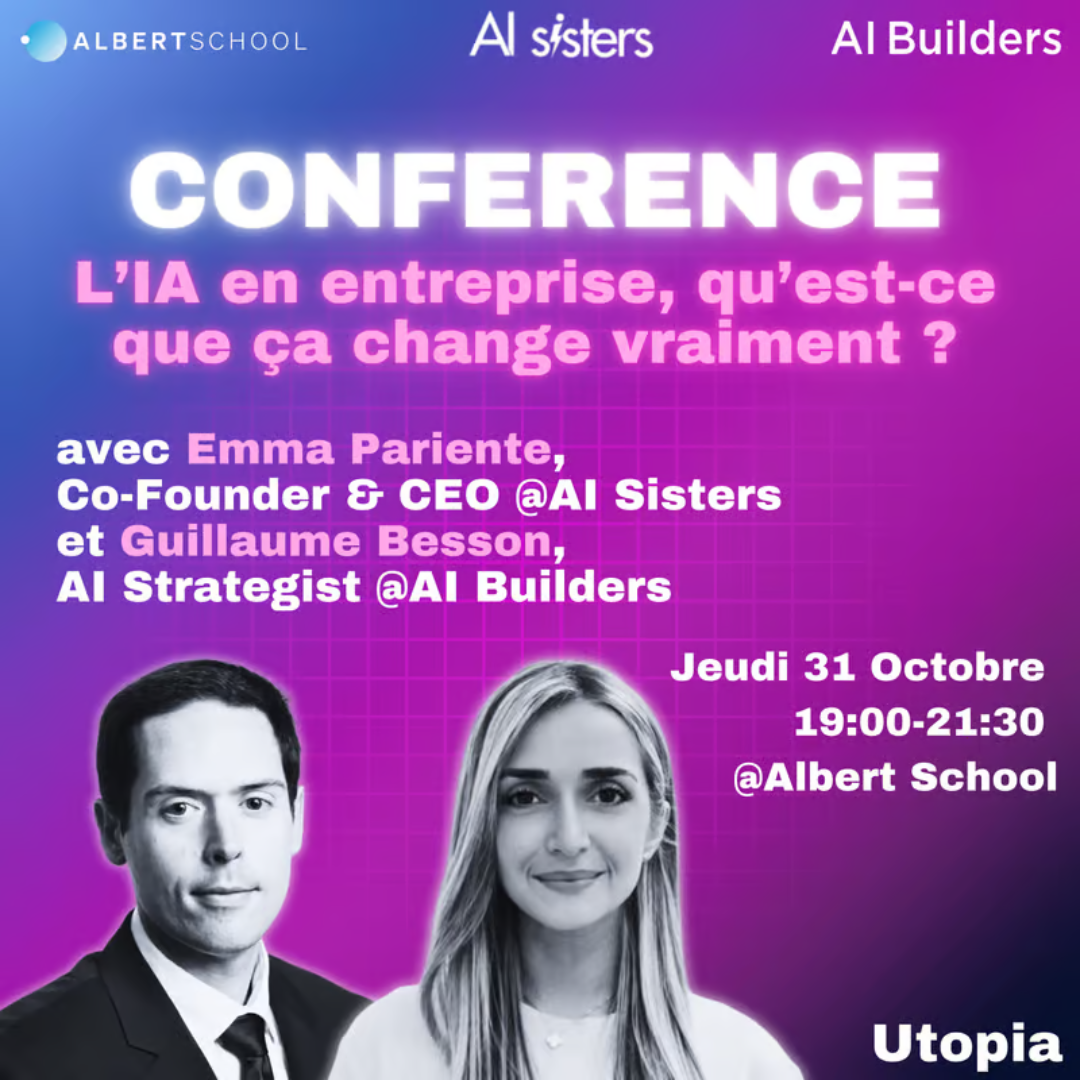 ALBERTSCHOOL
AI sisters
AI Builders
CONFERENCE
L'IA en entreprise, qu'est-ce
que ça change vraiment ?
avec Emma Pariente,
Co-Founder & CEO @AI Sisters
et Guillaume Besson,
AI Strategist @AI Builders
Jeudi 31 Octobre
19:00-21:30
@Albert School
Utopia